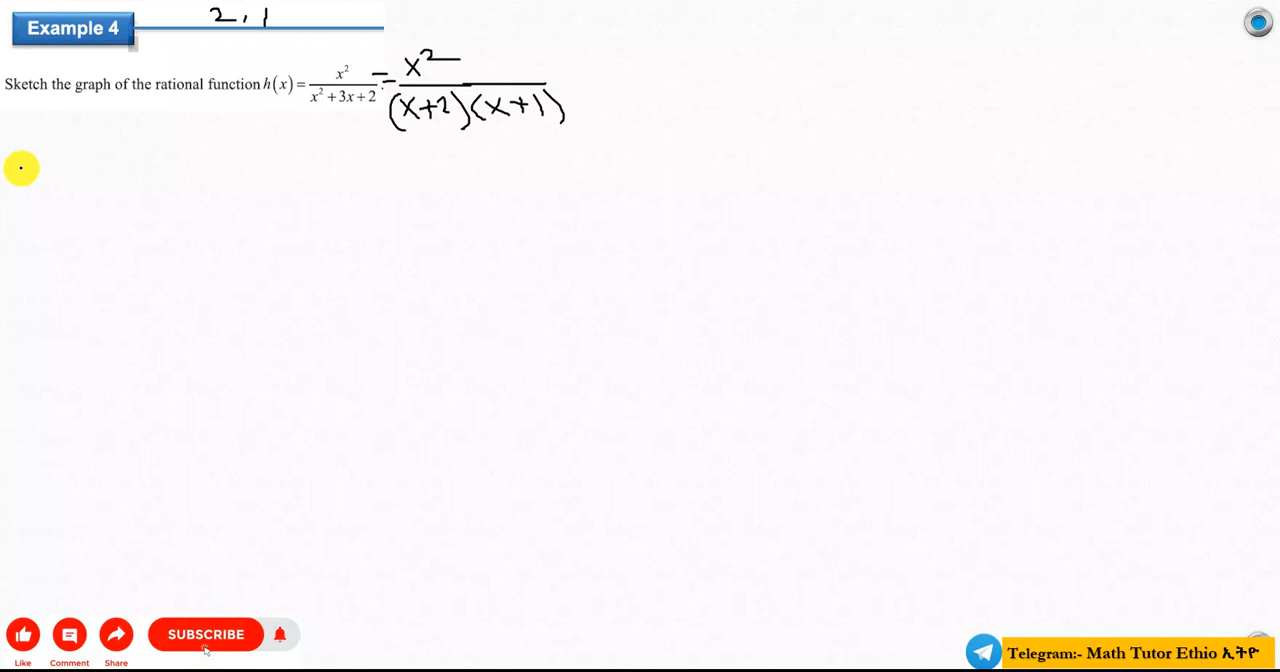 2, 1
Example 4
Sketch the graph of the rational function h(x) = x² / (x² + 3x + 2). = x² / (x+2)(x+1)
SUBSCRIBE
Like Comment Share
Telegram:- Math Tutor Ethio ኢትዮ